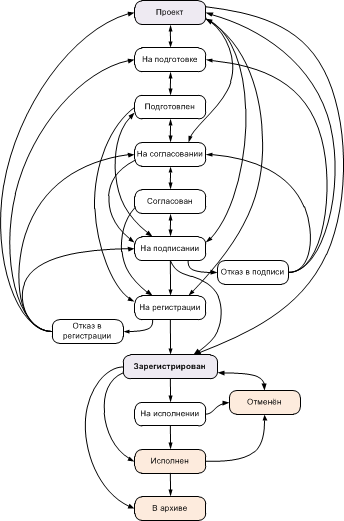 Проект
На подготовке
Подготовлен
На согласовании
Согласован
На подписании
Отказ в подписи
На регистрации
Отказ в
регистрации
Зарегистрирован
Отменён
На исполнении
Исполнен
В архиве